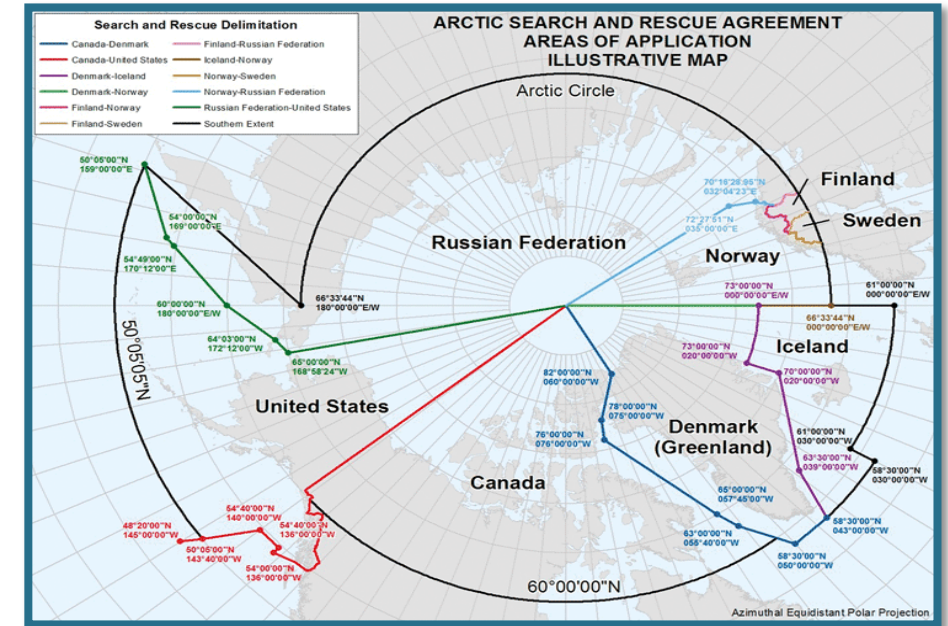 ARCTIC SEARCH AND RESCUE AGREEMENT
AREAS OF APPLICATION
ILLUSTRATIVE MAP
Search and Rescue Delimitation
Canada-Denmark
Canada-United States
Denmark-Iceland
Denmark-Norway
Finland-Norway
Finland-Sweden
Finland-Russian Federation
Iceland-Norway
Norway-Sweden
Norway-Russian Federation
Russian Federation-United States
Southern Extent
Arctic Circle
50°05'00"N
159°00'00"E
54°00'00"N
169°00'00"E
54°49'00"N
170°12'00"E
60°00'00"N
180°00'00"E/W
64°03'00"N
172°12'00"W
65°00'00"N
168°58'24"W
66°33'44"N
180°00'00"E/W
50°05'05"N
Russian Federation
70°16'28.95"N
032°04'23"E
72°27'51"N
035°00'00"E
Finland
Sweden
Norway
73°00'00"N
000°00'00"E/W
61°00'00"N
000°00'00"E/W
66°33'44"N
000°00'00"E/W
Iceland
73°00'00"N
020°00'00"W
70°00'00"N
020°00'00"W
82°00'00"N
060°00'00"W
78°00'00"N
075°00'00"W
76°00'00"N
076°00'00"W
Denmark
(Greenland)
61°00'00"N
030°00'00"W
58°30'00"N
030°00'00"W
63°30'00"N
039°00'00"W
United States
Canada
65°00'00"N
057°45'00"W
63°00'00"N
055°40'00"W
58°30'00"N
043°00'00"W
58°30'00"N
050°00'00"W
48°20'00"N
145°00'00"W
50°05'00"N
143°40'00"W
54°40'00"N
140°00'00"W
54°40'00"N
136°00'00"W
54°00'00"N
136°00'00"W
60°00'00"N
Azimuthal Equidistant Polar Projection